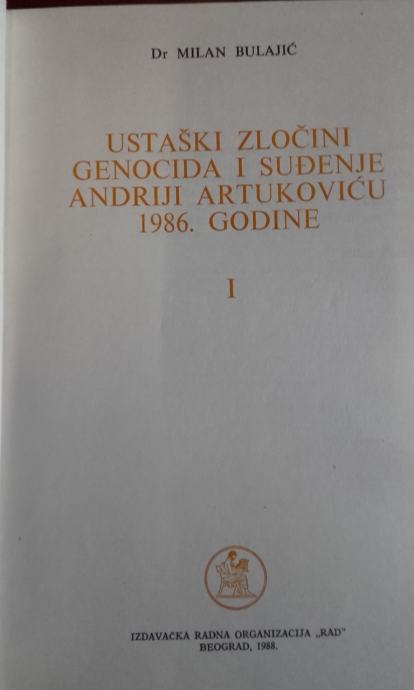 Dr MILAN BULAJIĆ
USTAŠKI ZLOČINI
GENOCIDA I SUĐENJE
ANDRIJI ARTUKOVIĆU
1986. GODINE
I
IZDAVAČKA RADNA ORGANIZACIJA „RAD”
BEOGRAD, 1988.